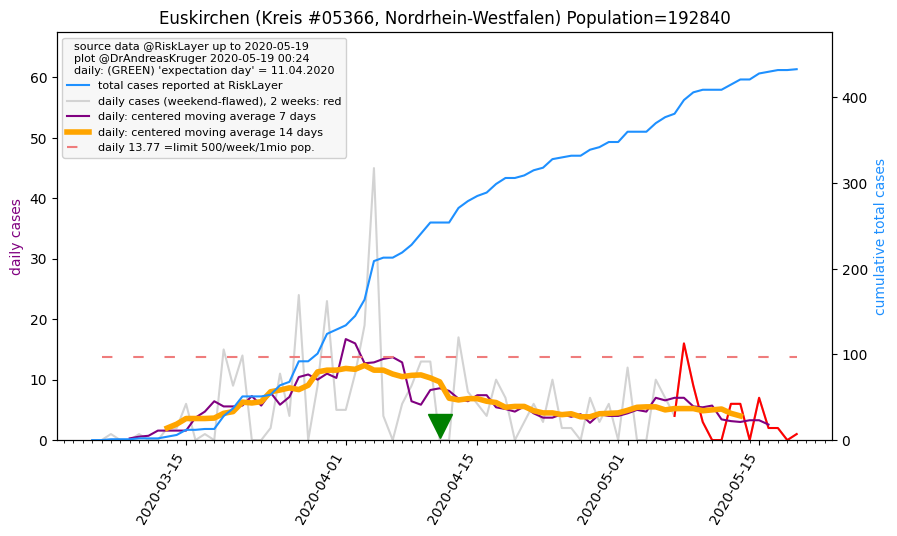 Euskirchen (Kreis #05366, Nordrhein-Westfalen) Population=192840
source data @RiskLayer up to 2020-05-19
plot @DrAndreasKruger 2020-05-19 00:24
daily: (GREEN) 'expectation day' = 11.04.2020
total cases reported at RiskLayer
daily cases (weekend-flawed), 2 weeks: red
daily: centered moving average 7 days
daily: centered moving average 14 days
daily 13.77 =limit 500/week/1mio pop.
daily cases
60
50
40
30
20
10
0
cumulative total cases
400
300
200
100
0
2020-03-15
2020-04-01
2020-04-15
2020-05-01
2020-05-15